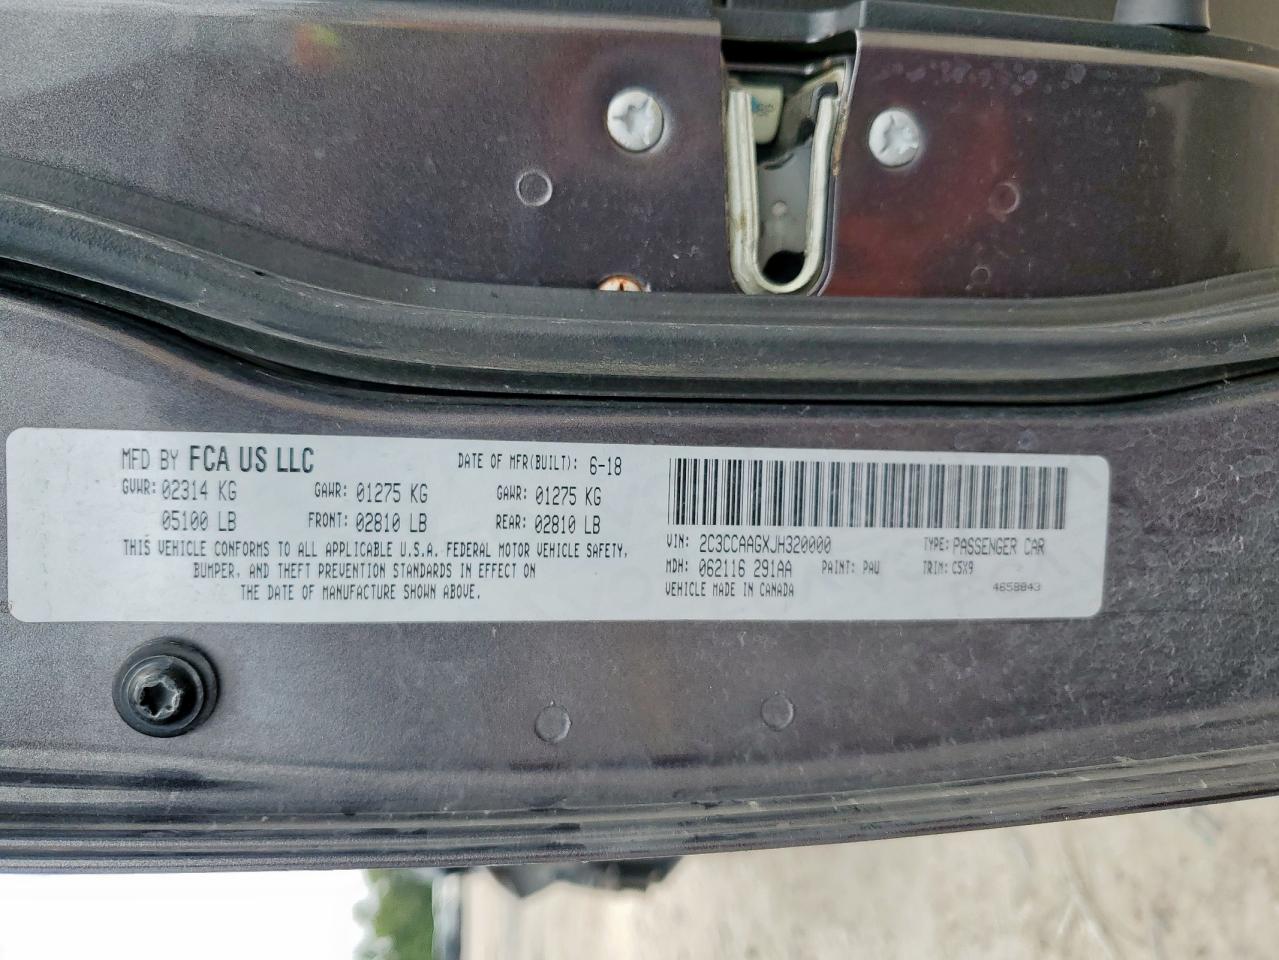 MFD BY FCA US LLC DATE OF MFR(BUILT): 6-18
GVWR: 02314 KG GAWR: 01275 KG GAWR: 01275 KG
05100 LB FRONT: 02810 LB REAR: 02810 LB
THIS VEHICLE CONFORMS TO ALL APPLICABLE U.S.A. FEDERAL MOTOR VEHICLE SAFETY,
BUMPER, AND THEFT PREVENTION STANDARDS IN EFFECT ON
THE DATE OF MANUFACTURE SHOWN ABOVE.
VIN: 2C3CCAAGXJH320000 TYPE: PASSENGER CAR
MDH: 062116 291AA PAINT: PAU TRIM: C5X9
VEHICLE MADE IN CANADA 4658843